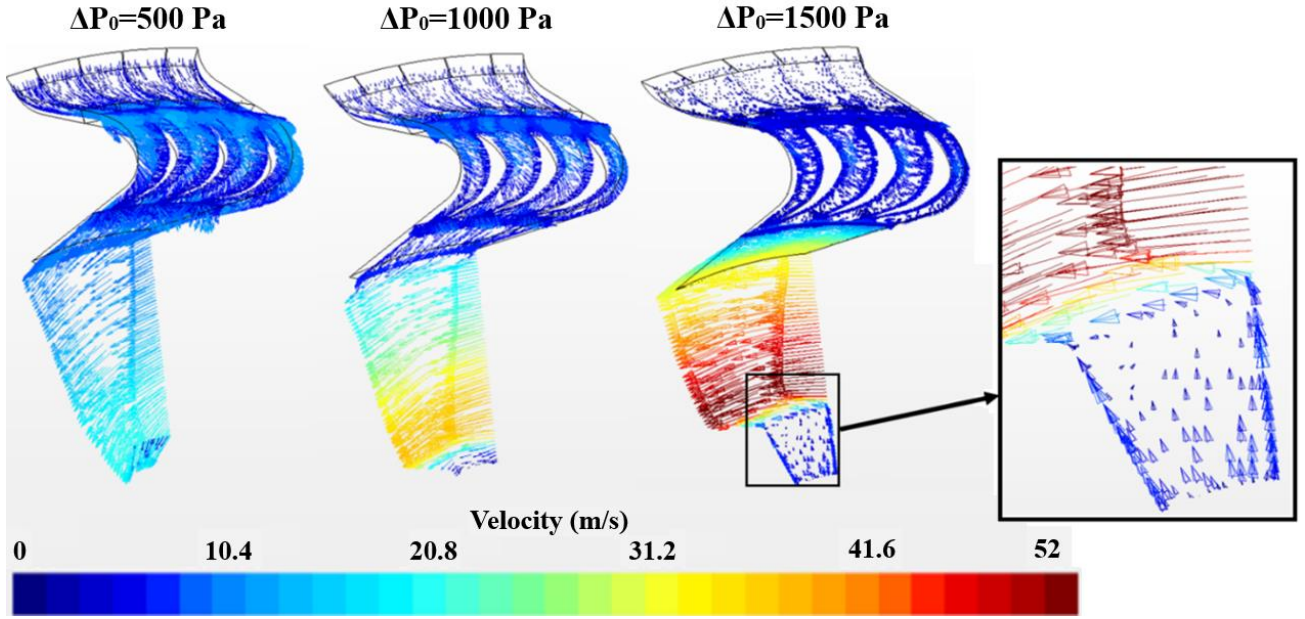 ΔP₀=500 Pa
ΔP₀=1000 Pa
ΔP₀=1500 Pa
Velocity (m/s)
0 10.4 20.8 31.2 41.6 52